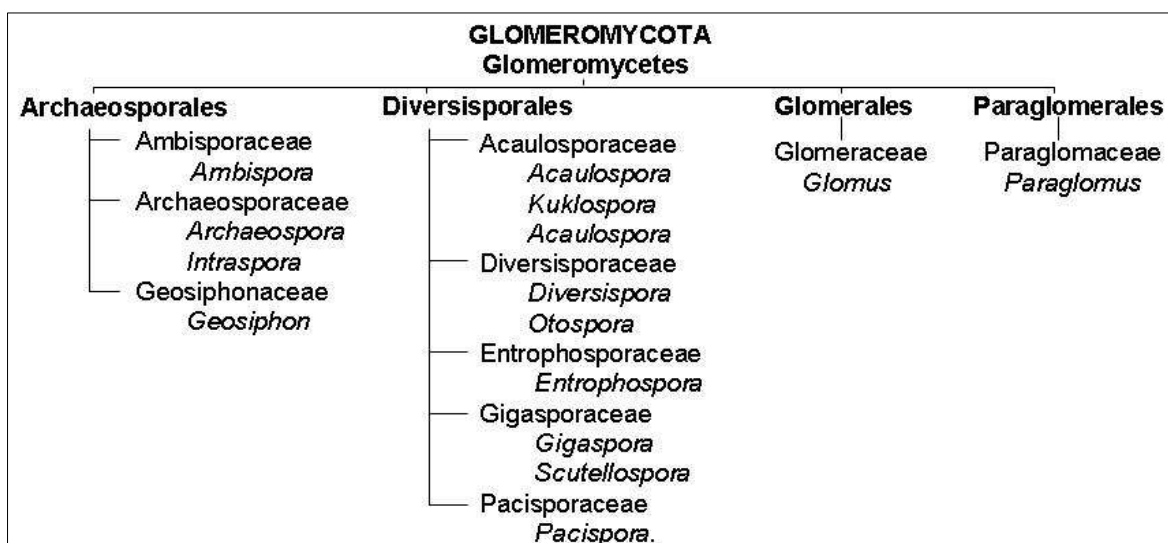 GLOMEROMYCOTA
Glomeromycetes
Archaeosporales
Ambisporaceae
Ambispora
Archaeosporaceae
Archaeospora
Intraspora
Geosiphonaceae
Geosiphon
Diversisporales
Acaulosporaceae
Acaulospora
Kuklospora
Acaulospora
Diversisporaceae
Diversispora
Otospora
Entrophosporaceae
Entrophospora
Gigasporaceae
Gigaspora
Scutellospora
Pacisporaceae
Pacispora.
Glomerales
Glomeraceae
Glomus
Paraglomerales
Paraglomaceae
Paraglomus